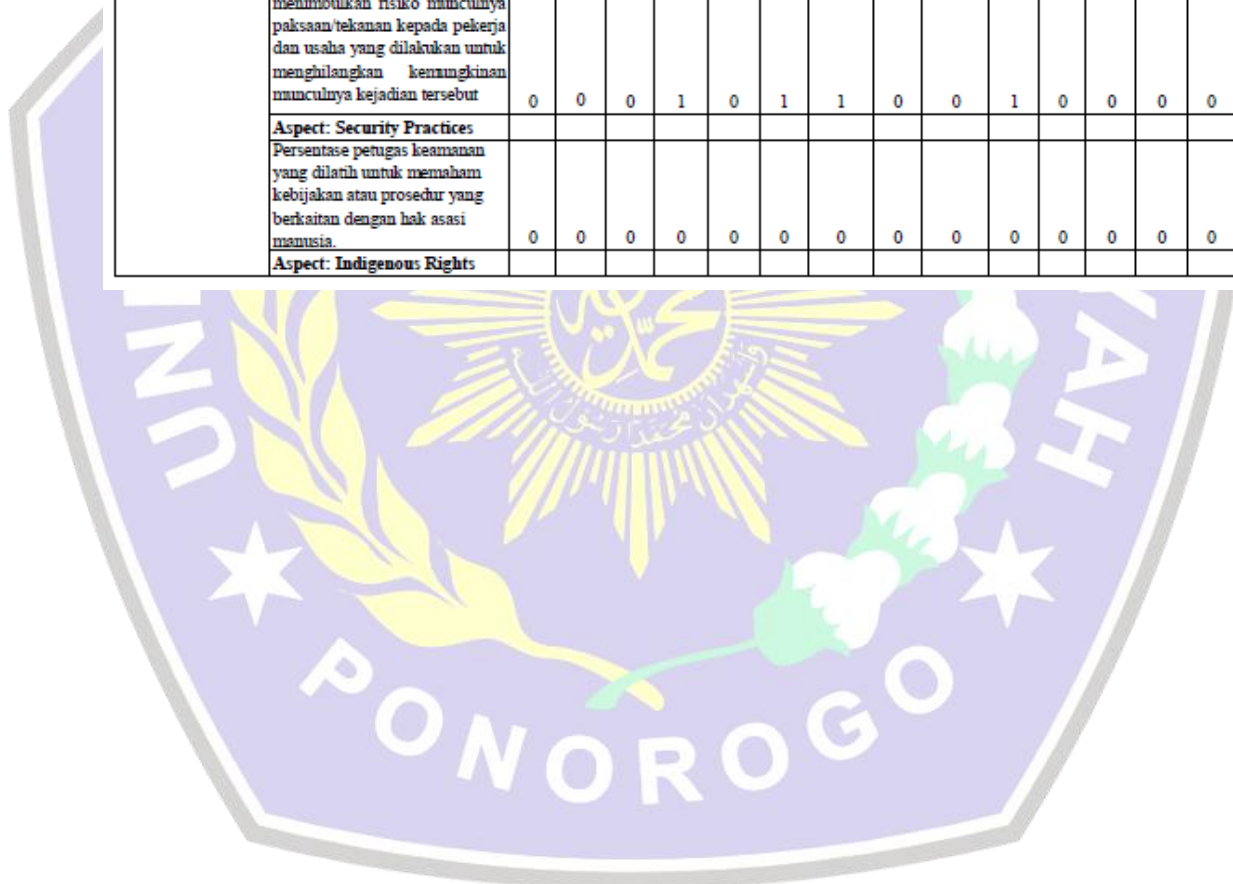 menimbulkan risiko munculnya
paksaan/tekanan kepada pekerja
dan usaha yang dilakukan untuk
menghilangkan kemungkinan
munculnya kejadian tersebut 0 0 0 1 0 1 1 0 0 1 0 0 0 0
Aspect: Security Practices
Persentase petugas keamanan
yang dilatih untuk memaham
kebijakan atau prosedur yang
berkaitan dengan hak asasi
manusia. 0 0 0 0 0 0 0 0 0 0 0 0 0 0
Aspect: Indigenous Rights
UNI
YAH
PONOROGO